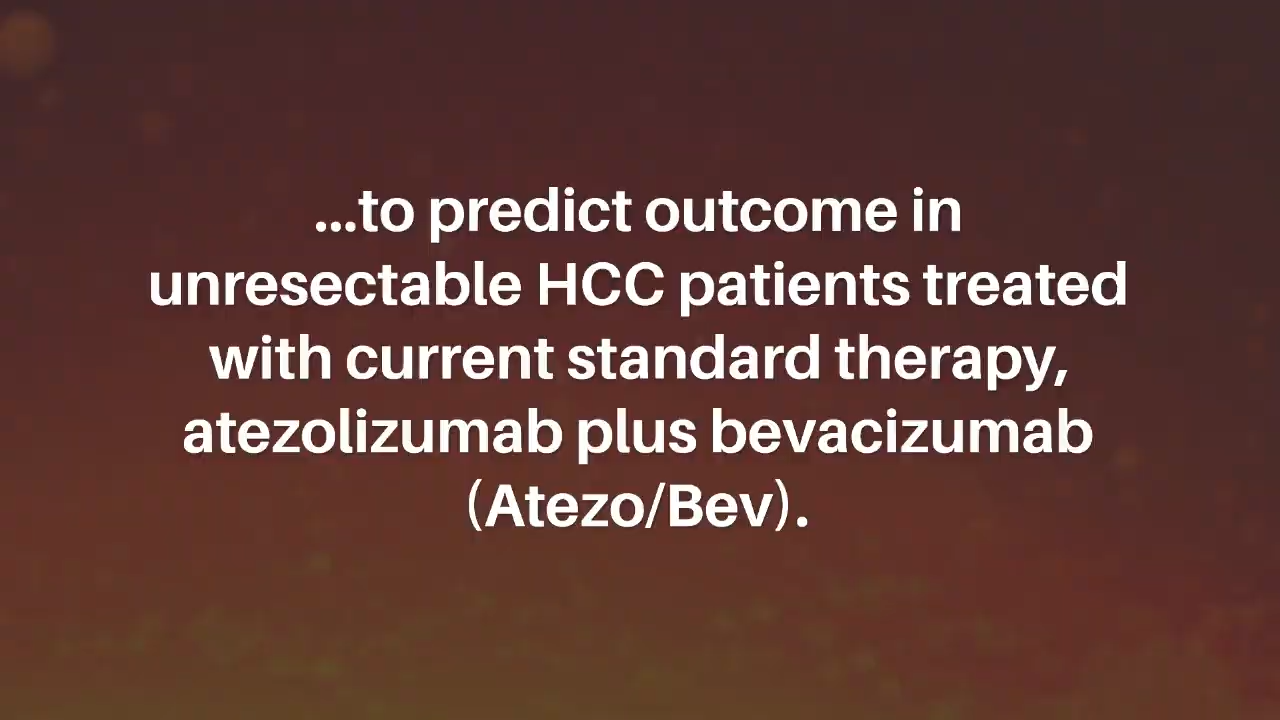 ...to predict outcome in
unresectable HCC patients treated
with current standard therapy,
atezolizumab plus bevacizumab
(Atezo/Bev).